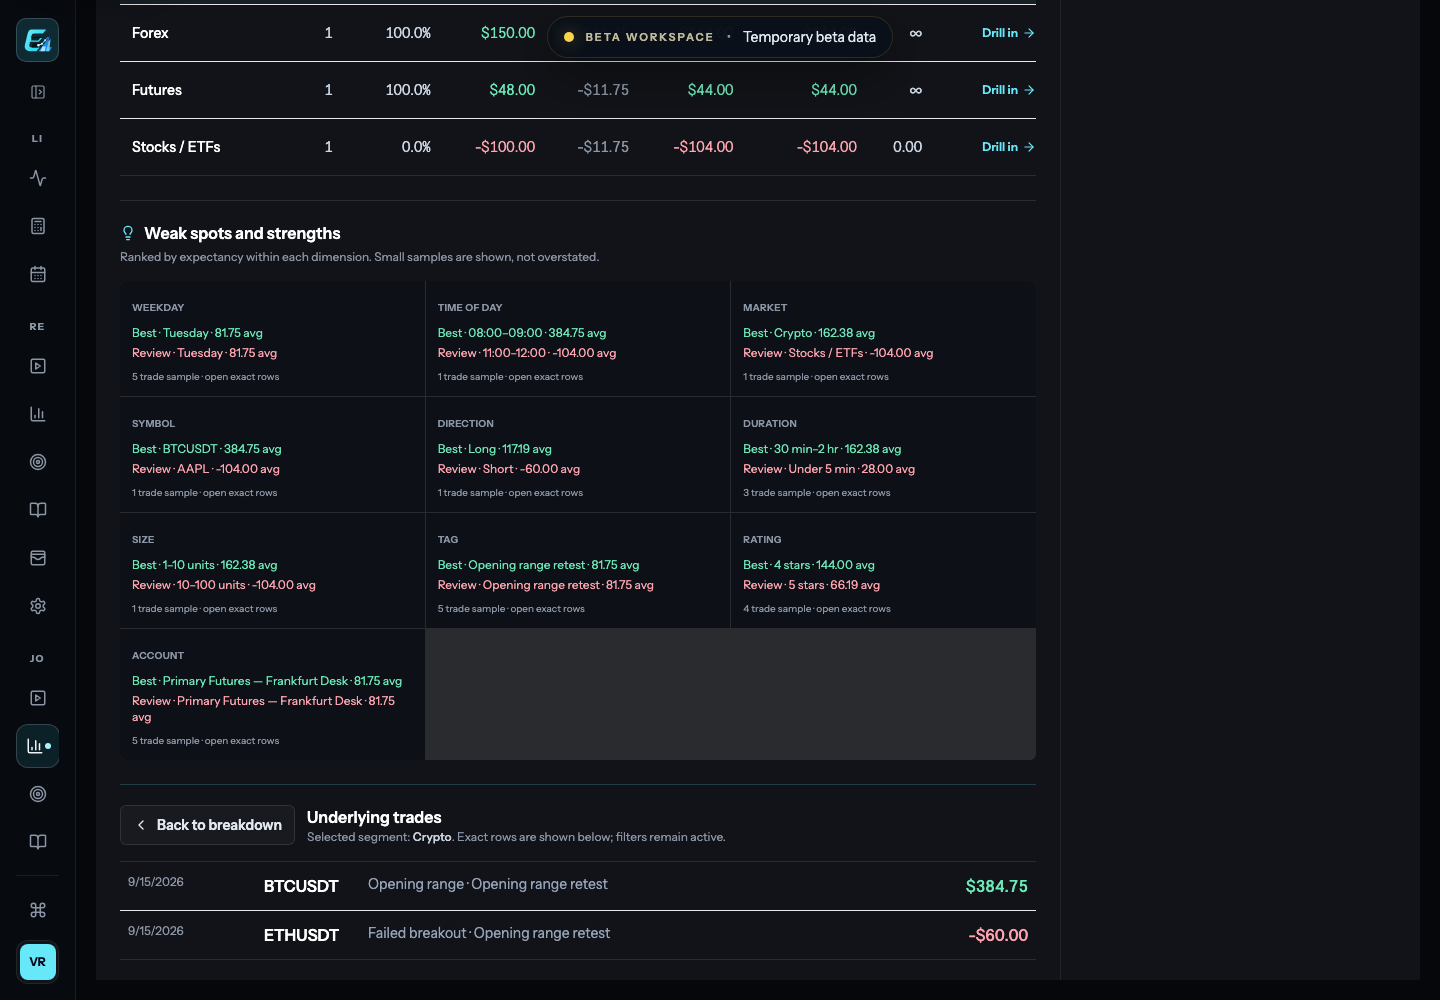 Forex 1 100.0% $150.00 ∞ Drill in →
BETA WORKSPACE · Temporary beta data
Futures 1 100.0% $48.00 -$11.75 $44.00 $44.00 ∞ Drill in →
LI
Stocks / ETFs 1 0.0% -$100.00 -$11.75 -$104.00 -$104.00 0.00 Drill in →
Weak spots and strengths
Ranked by expectancy within each dimension. Small samples are shown, not overstated.
WEEKDAY
Best · Tuesday · 81.75 avg
Review · Tuesday · 81.75 avg
5 trade sample · open exact rows
TIME OF DAY
Best · 08:00–09:00 · 384.75 avg
Review · 11:00–12:00 · -104.00 avg
1 trade sample · open exact rows
MARKET
Best · Crypto · 162.38 avg
Review · Stocks / ETFs · -104.00 avg
1 trade sample · open exact rows
RE
SYMBOL
Best · BTCUSDT · 384.75 avg
Review · AAPL · -104.00 avg
1 trade sample · open exact rows
DIRECTION
Best · Long · 117.19 avg
Review · Short · -60.00 avg
1 trade sample · open exact rows
DURATION
Best · 30 min–2 hr · 162.38 avg
Review · Under 5 min · 28.00 avg
3 trade sample · open exact rows
SIZE
Best · 1–10 units · 162.38 avg
Review · 10–100 units · -104.00 avg
1 trade sample · open exact rows
TAG
Best · Opening range retest · 81.75 avg
Review · Opening range retest · 81.75 avg
5 trade sample · open exact rows
RATING
Best · 4 stars · 144.00 avg
Review · 5 stars · 66.19 avg
4 trade sample · open exact rows
JO
ACCOUNT
Best · Primary Futures — Frankfurt Desk · 81.75 avg
Review · Primary Futures — Frankfurt Desk · 81.75
avg
5 trade sample · open exact rows
Back to breakdown
Underlying trades
Selected segment: Crypto. Exact rows are shown below; filters remain active.
9/15/2026 BTCUSDT Opening range · Opening range retest $384.75
9/15/2026 ETHUSDT Failed breakout · Opening range retest -$60.00
VR